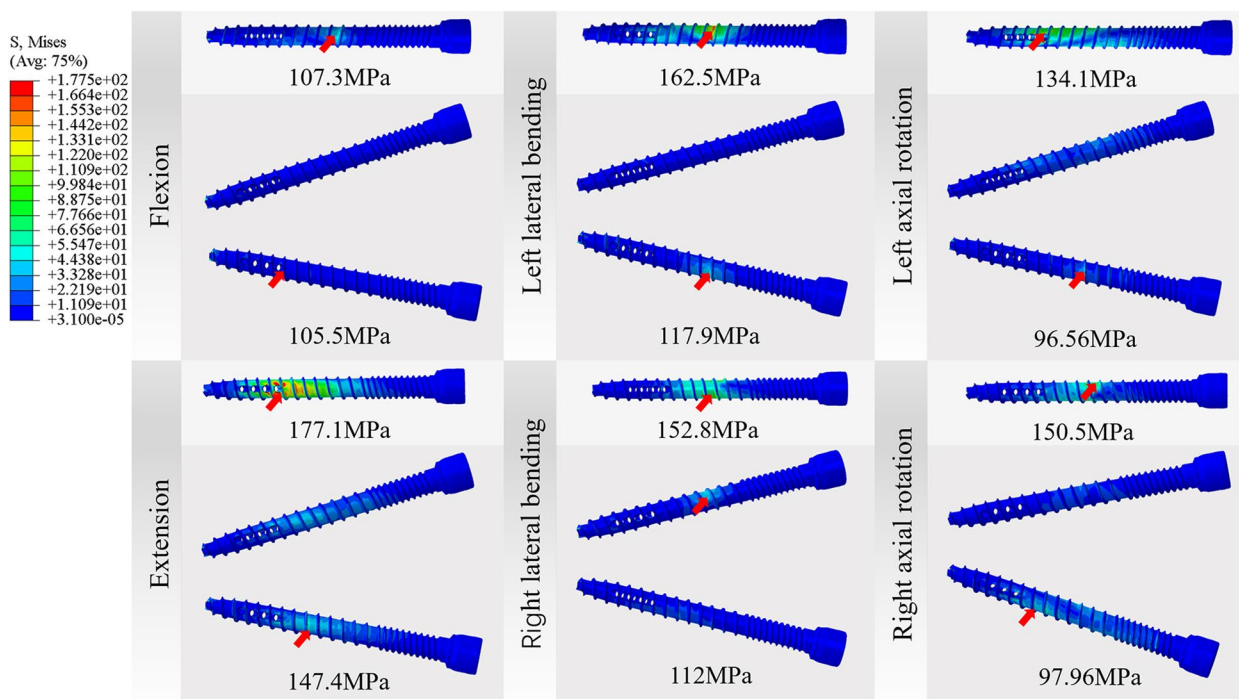 S, Mises
(Avg: 75%)
+1.775e+02
+1.664e+02
+1.553e+02
+1.442e+02
+1.331e+02
+1.220e+02
+1.109e+02
+9.984e+01
+8.875e+01
+7.766e+01
+6.656e+01
+5.547e+01
+4.438e+01
+3.328e+01
+2.219e+01
+1.109e+01
+3.100e-05
Flexion
107.3MPa
105.5MPa
Left lateral bending
162.5MPa
117.9MPa
Left axial rotation
134.1MPa
96.56MPa
Extension
177.1MPa
147.4MPa
Right lateral bending
152.8MPa
112MPa
Right axial rotation
150.5MPa
97.96MPa